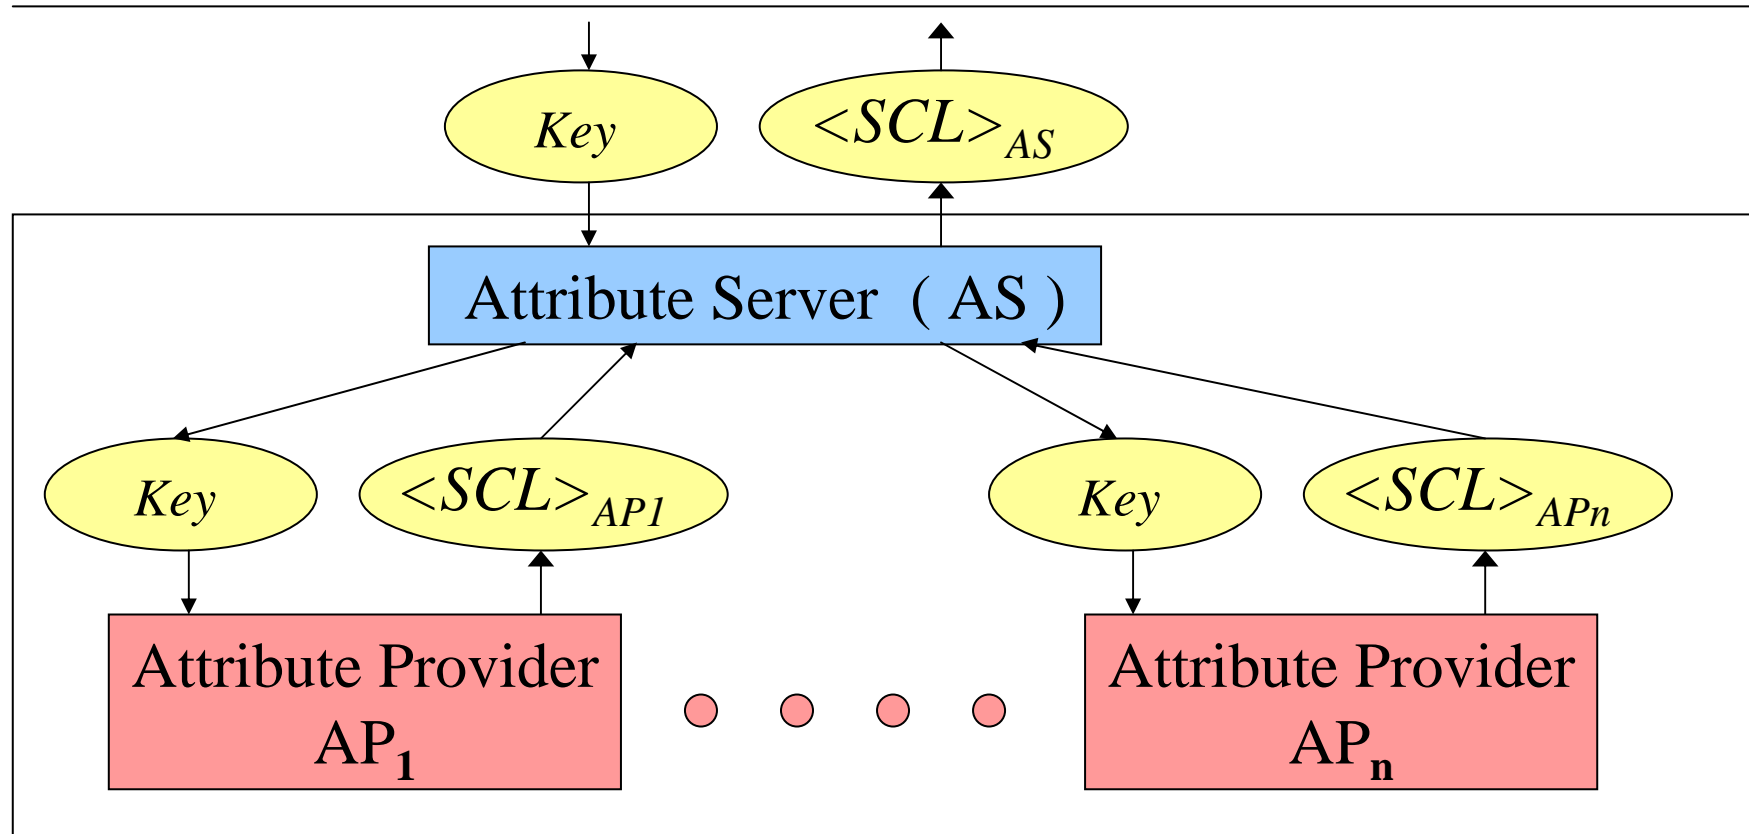 Key
<SCL>AS
Attribute Server ( AS )
Key
<SCL>AP1
Key
<SCL>APn
Attribute Provider
AP1
Attribute Provider
APn